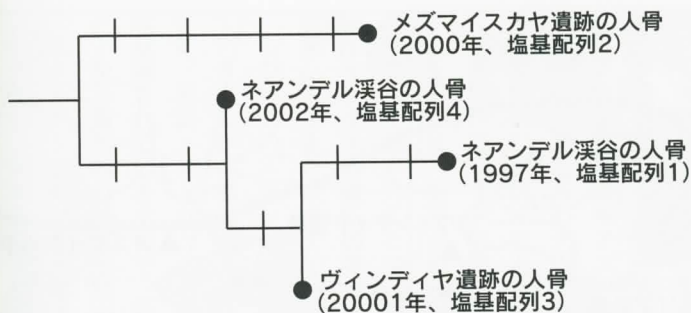 メズマイスカヤ遺跡の人骨
(2000年、塩基配列2)
ネアンデル渓谷の人骨
(2002年、塩基配列4)
ネアンデル渓谷の人骨
(1997年、塩基配列1)
ヴィンディヤ遺跡の人骨
(20001年、塩基配列3)